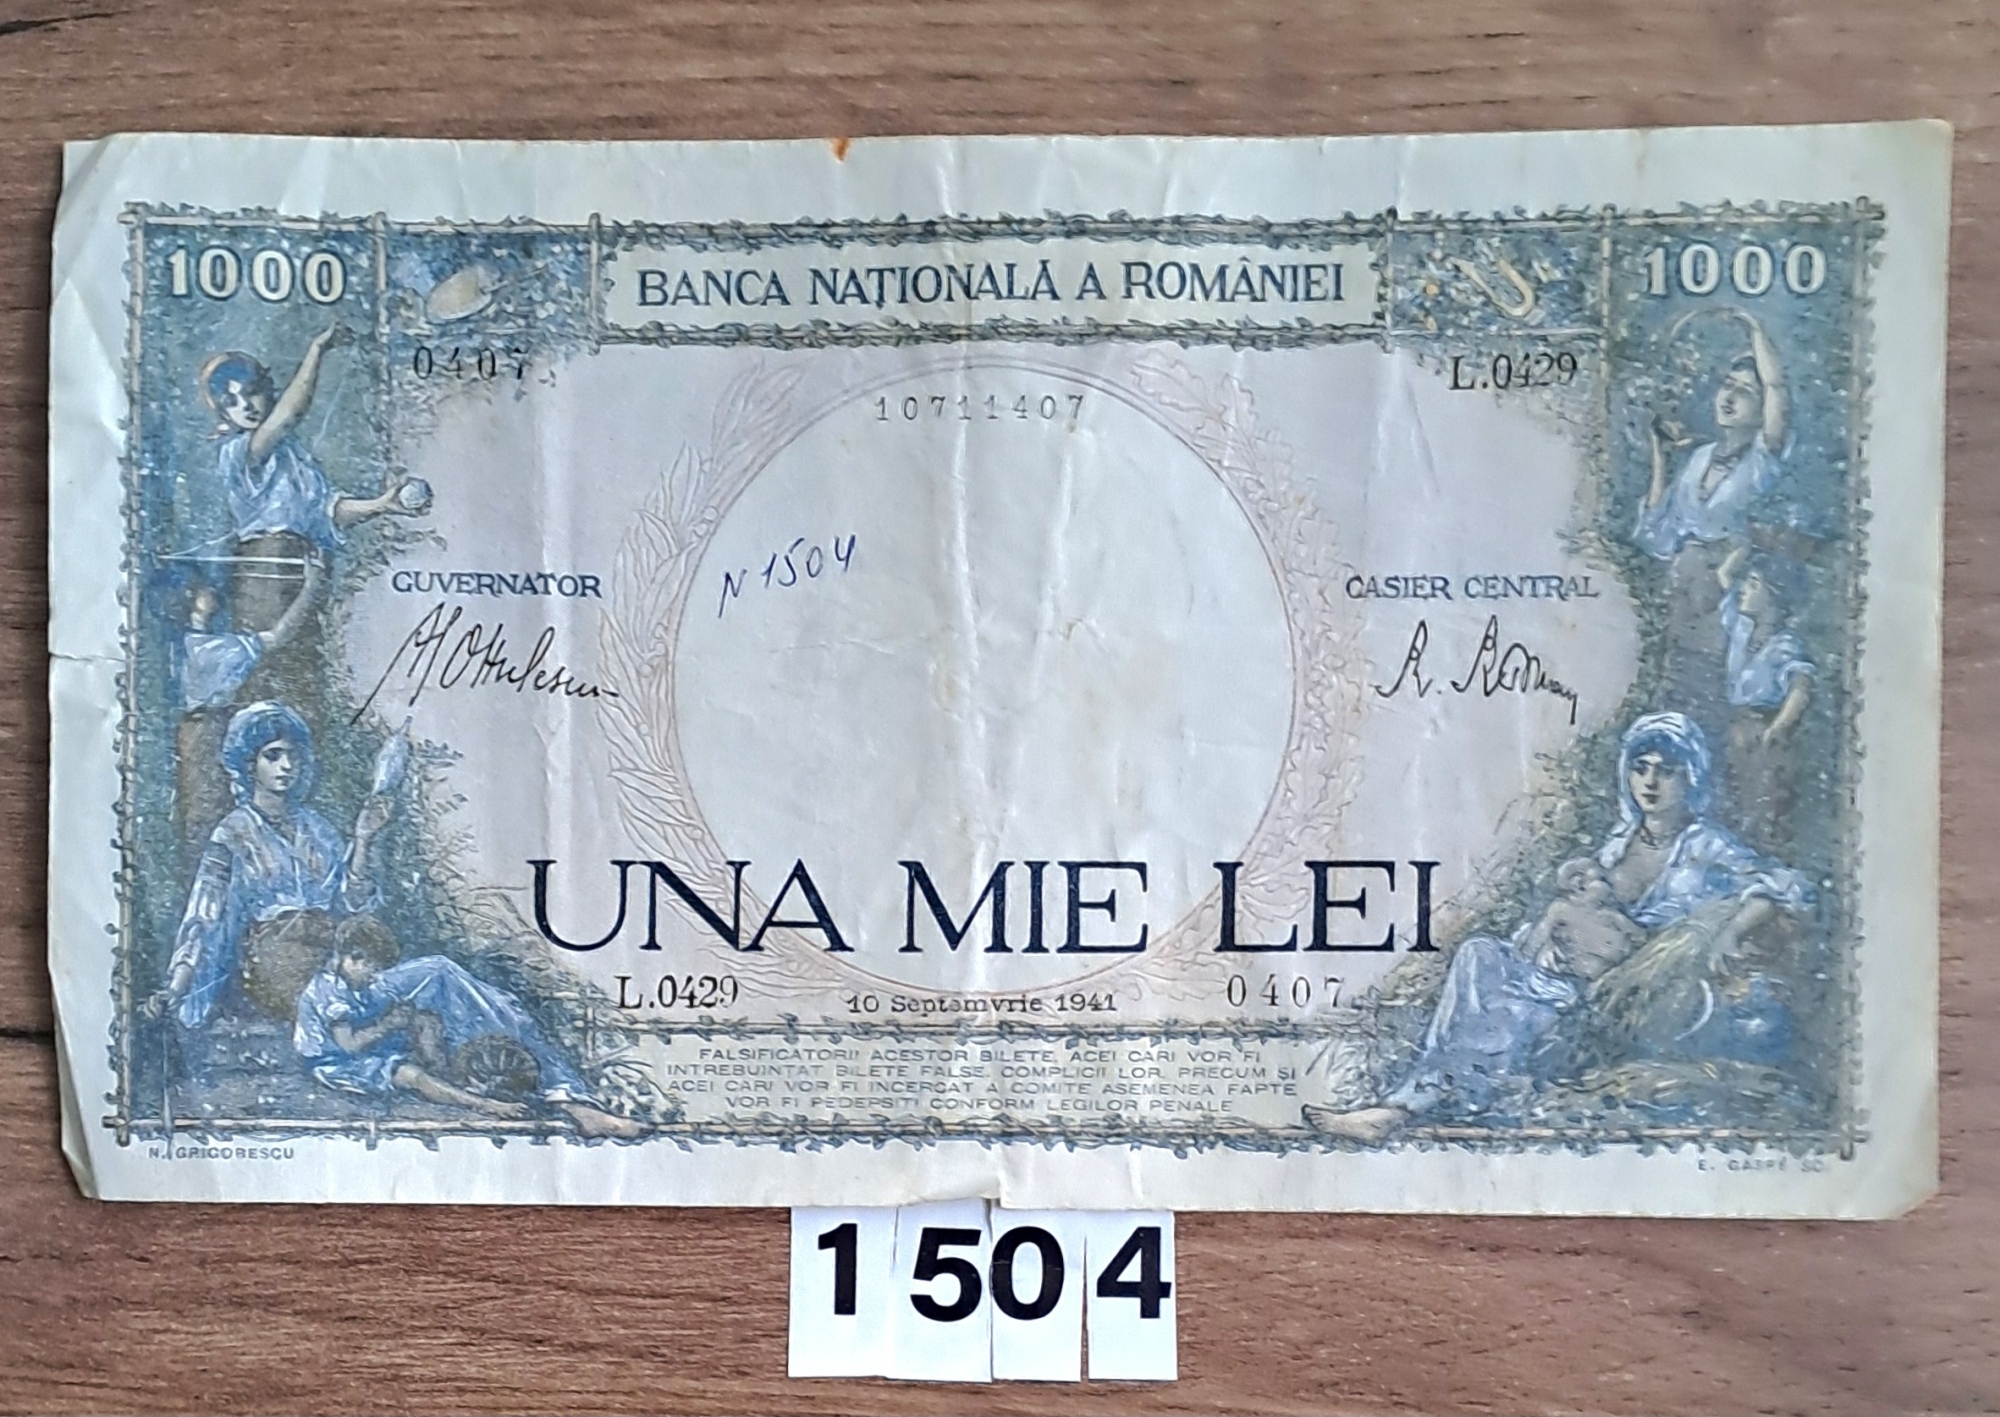 1000 BANCA NAȚIONALĂ A ROMÂNIEI 1000
0407 L.0429
10711407
N 1504
GUVERNATOR CASIER CENTRAL
UNA MIE LEI
L.0429 10 Septemvrie 1941 0407
FALSIFICATORII ACESTOR BILETE, ACEI CARI VOR FI
INTREBUINTAT BILETE FALSE, COMPLICII LOR, PRECUM ȘI
ACEI CARI VOR FI INCERCAT A COMITE ASEMENEA FAPTE
VOR FI PEDEPSITI CONFORM LEGILOR PENALE
N. GRIGORESCU
1504